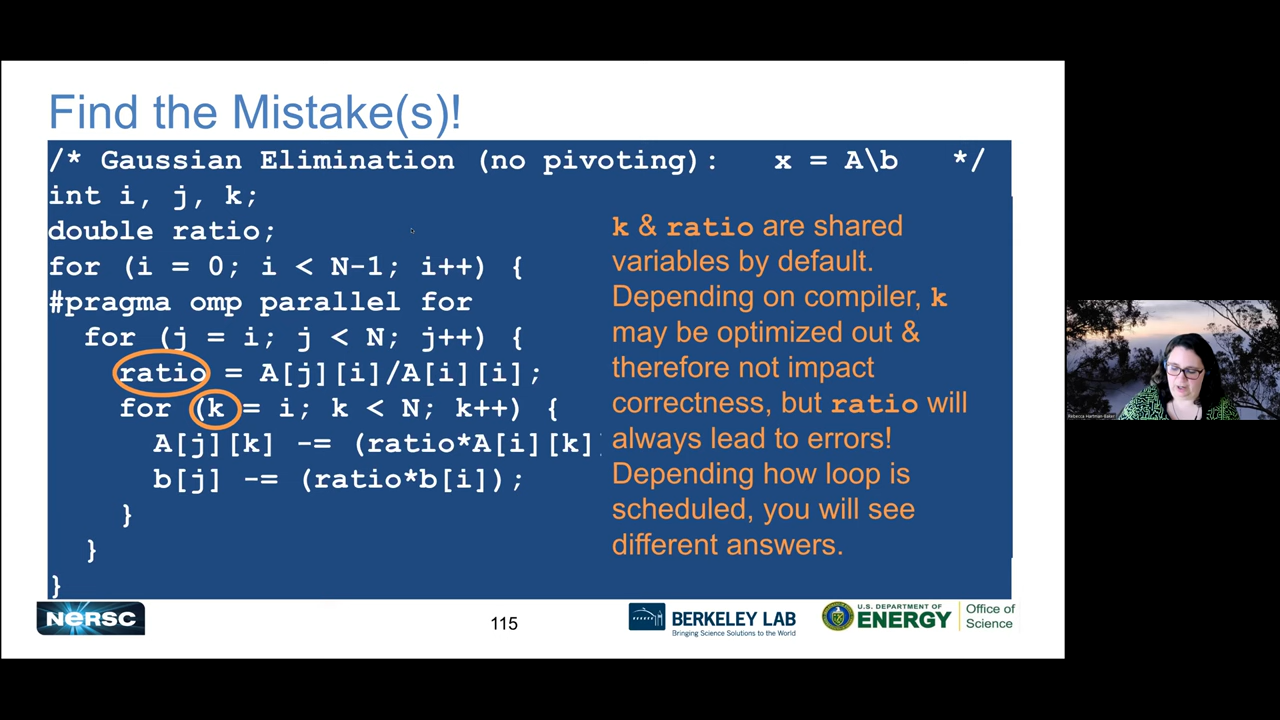 Find the Mistake(s)!
/* Gaussian Elimination (no pivoting):   x = A\b   */
int i, j, k;
double ratio;
for (i = 0; i < N-1; i++) {
#pragma omp parallel for
for (j = i; j < N; j++) {
ratio = A[j][i]/A[i][i];
for (k = i; k < N; k++) {
A[j][k] -= (ratio*A[i][k]
b[j] -= (ratio*b[i]);
}
}
}
k & ratio are shared
variables by default.
Depending on compiler, k
may be optimized out &
therefore not impact
correctness, but ratio will
always lead to errors!
Depending how loop is
scheduled, you will see
different answers.
NERSC
115
BERKELEY LAB
Bringing Science Solutions to the World
U.S. DEPARTMENT OF
ENERGY
Office of
Science
Rebecca Hartman-Baker